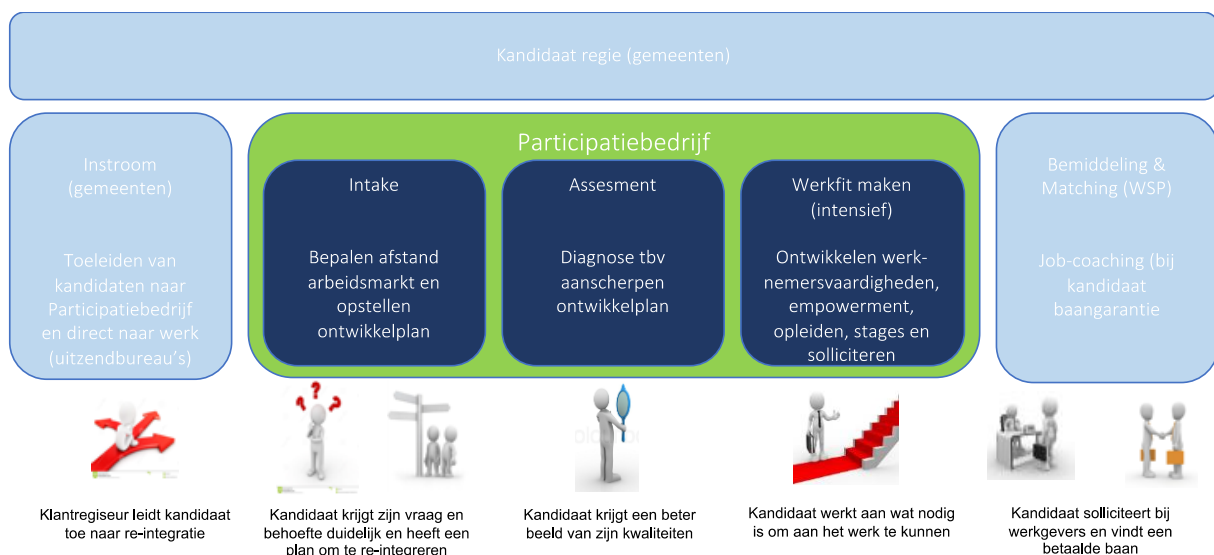 Kandidaat regie (gemeenten)
Instroom
(gemeenten)
Toeleiden van
kandidaten naar
Participatiebedrijf
en direct naar werk
(uitzendbureau's)
Participatiebedrijf
Intake
Bepalen afstand
arbeidsmarkt en
opstellen
ontwikkelplan
Assesment
Diagnose tbv
aanscherpen
ontwikkelplan
Werkfit maken
(intensief)
Ontwikkelen werk-
nemersvaardigheden,
empowerment,
opleiden, stages en
solliciteren
Bemiddeling &
Matching (WSP)
Job-coaching (bij
kandidaat
baangarantie
Klantregiseur leidt kandidaat
toe naar re-integratie
Kandidaat krijgt zijn vraag en
behoefte duidelijk en heeft een
plan om te re-integreren
Kandidaat krijgt een beter
beeld van zijn kwaliteiten
Kandidaat werkt aan wat nodig
is om aan het werk te kunnen
Kandidaat solliciteert bij
werkgevers en vindt een
betaalde baan